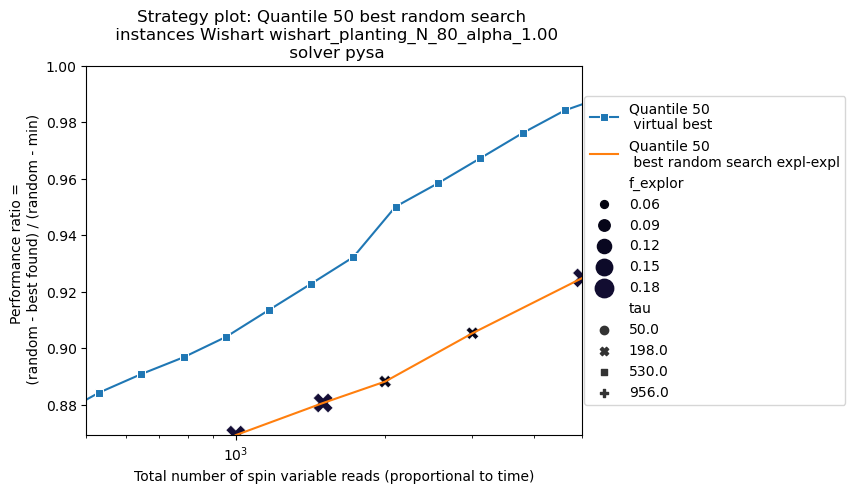 Strategy plot: Quantile 50 best random search
instances Wishart wishart_planting_N_80_alpha_1.00
solver pysa
Performance ratio =
(random - best found) / (random - min)
1.00
0.98
0.96
0.94
0.92
0.90
0.88
10^3
Total number of spin variable reads (proportional to time)
Quantile 50
virtual best
Quantile 50
best random search expl-expl
f_explor
0.06
0.09
0.12
0.15
0.18
tau
50.0
198.0
530.0
956.0